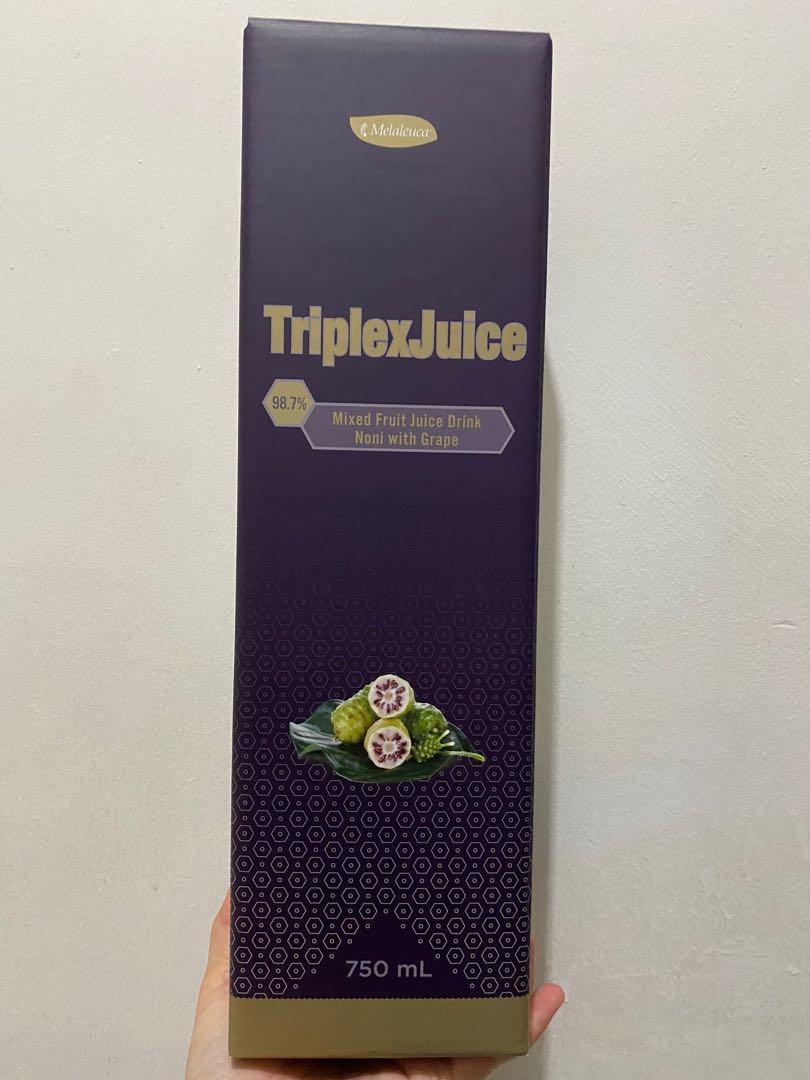 Melaleuca
TriplexJuice
98.7%
Mixed Fruit Juice Drink
Noni with Grape
750 mL